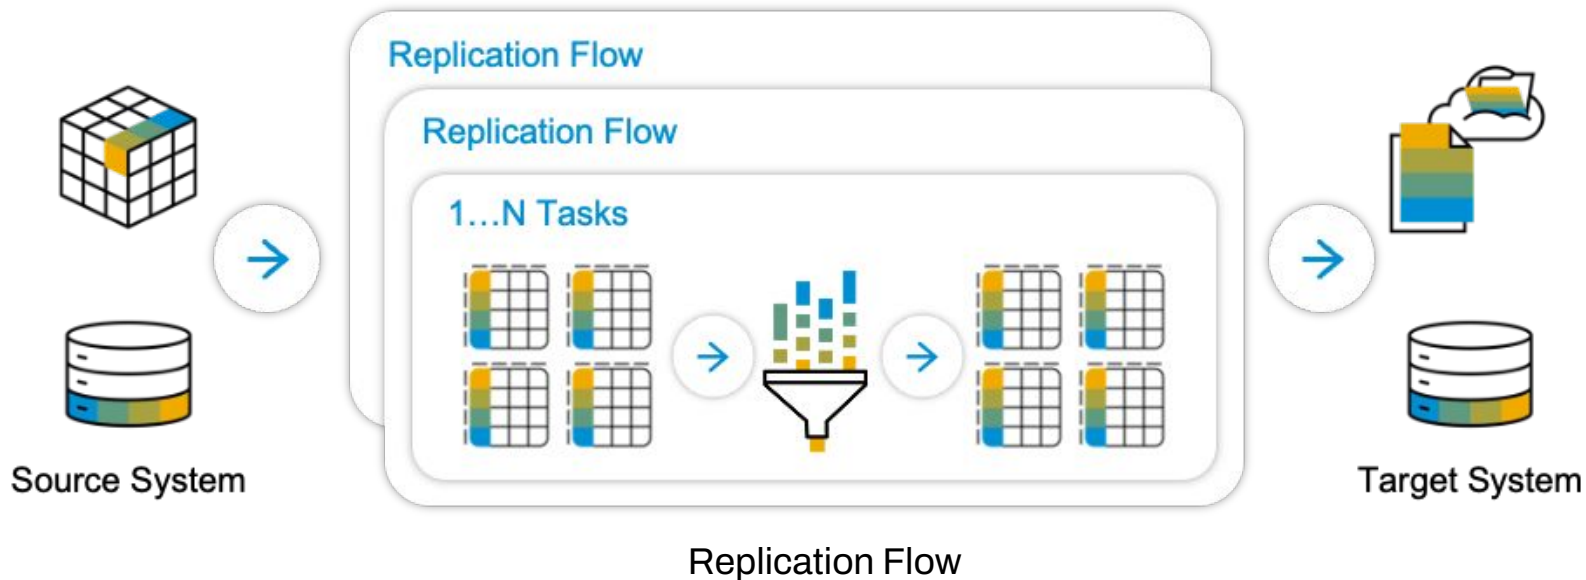 Replication Flow
Replication Flow
1...N Tasks
Source System
Target System
Replication Flow